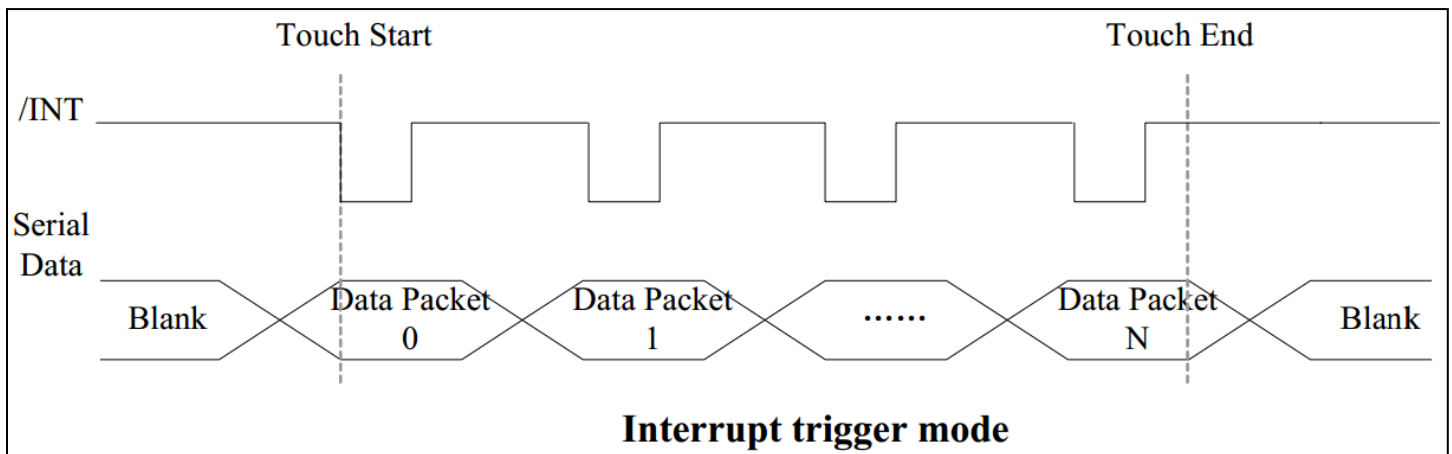 Touch Start
Touch End
/INT
Serial
Data
Blank
Data Packet
0
Data Packet
1
......
Data Packet
N
Blank
Interrupt trigger mode